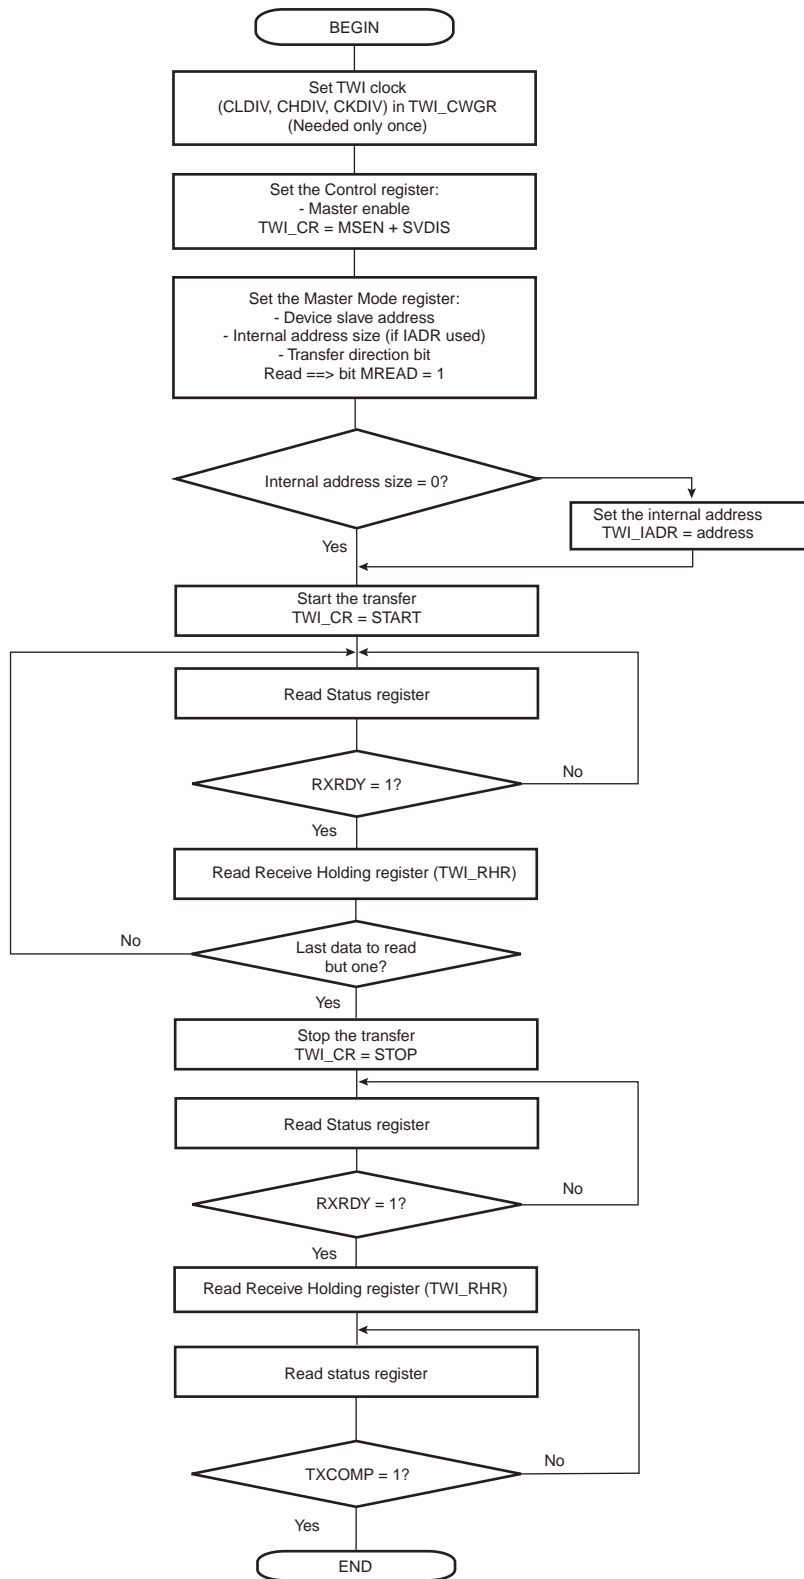 BEGIN
Set TWI clock
(CLDIV, CHDIV, CKDIV) in TWI_CWGR
(Needed only once)
Set the Control register:
- Master enable
TWI_CR = MSEN + SVDIS
Set the Master Mode register:
- Device slave address
- Internal address size (if IADR used)
- Transfer direction bit
Read ==> bit MREAD = 1
Internal address size = 0?
Set the internal address
TWI_IADR = address
Yes
Start the transfer
TWI_CR = START
Read Status register
RXRDY = 1?
No
Yes
Read Receive Holding register (TWI_RHR)
No
Last data to read
but one?
Yes
Stop the transfer
TWI_CR = STOP
Read Status register
RXRDY = 1?
No
Yes
Read Receive Holding register (TWI_RHR)
Read status register
TXCOMP = 1?
No
Yes
END